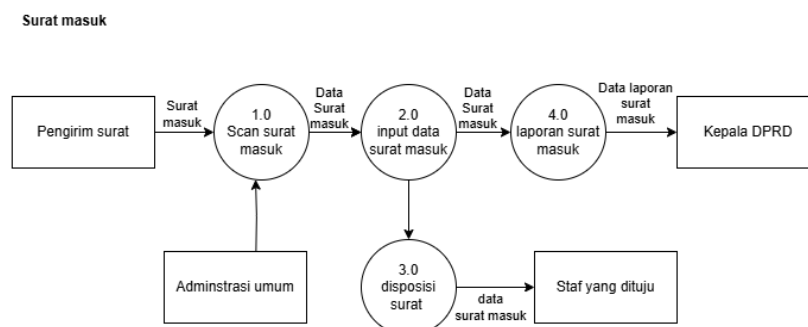 Surat masuk
Pengirim surat
Surat
masuk
1.0
Scan surat
masuk
Data
Surat
masuk
2.0
input data
surat masuk
Data
Surat
masuk
4.0
laporan surat
masuk
Data laporan
surat
masuk
Kepala DPRD
Adminstrasi umum
3.0
disposisi
surat
data
surat masuk
Staf yang dituju